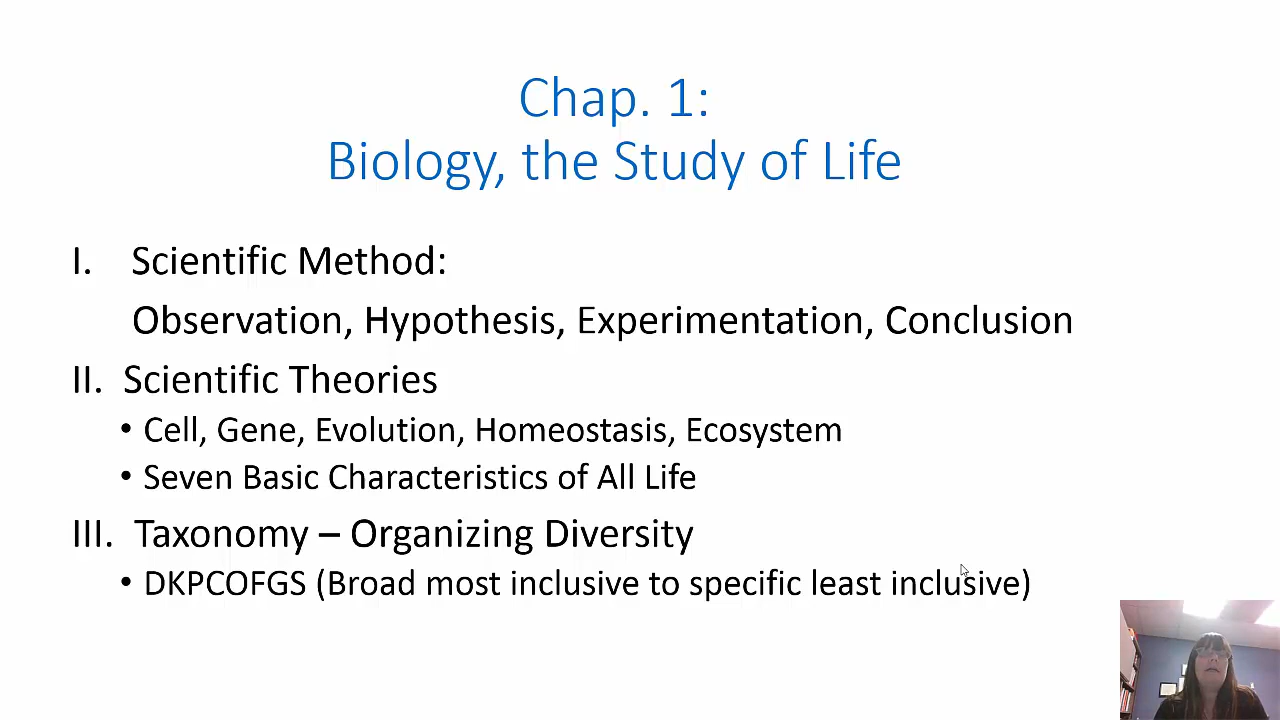 Chap. 1:
Biology, the Study of Life
I. Scientific Method:
Observation, Hypothesis, Experimentation, Conclusion
II. Scientific Theories
• Cell, Gene, Evolution, Homeostasis, Ecosystem
• Seven Basic Characteristics of All Life
III. Taxonomy – Organizing Diversity
• DKPCOFGS (Broad most inclusive to specific least inclusive)